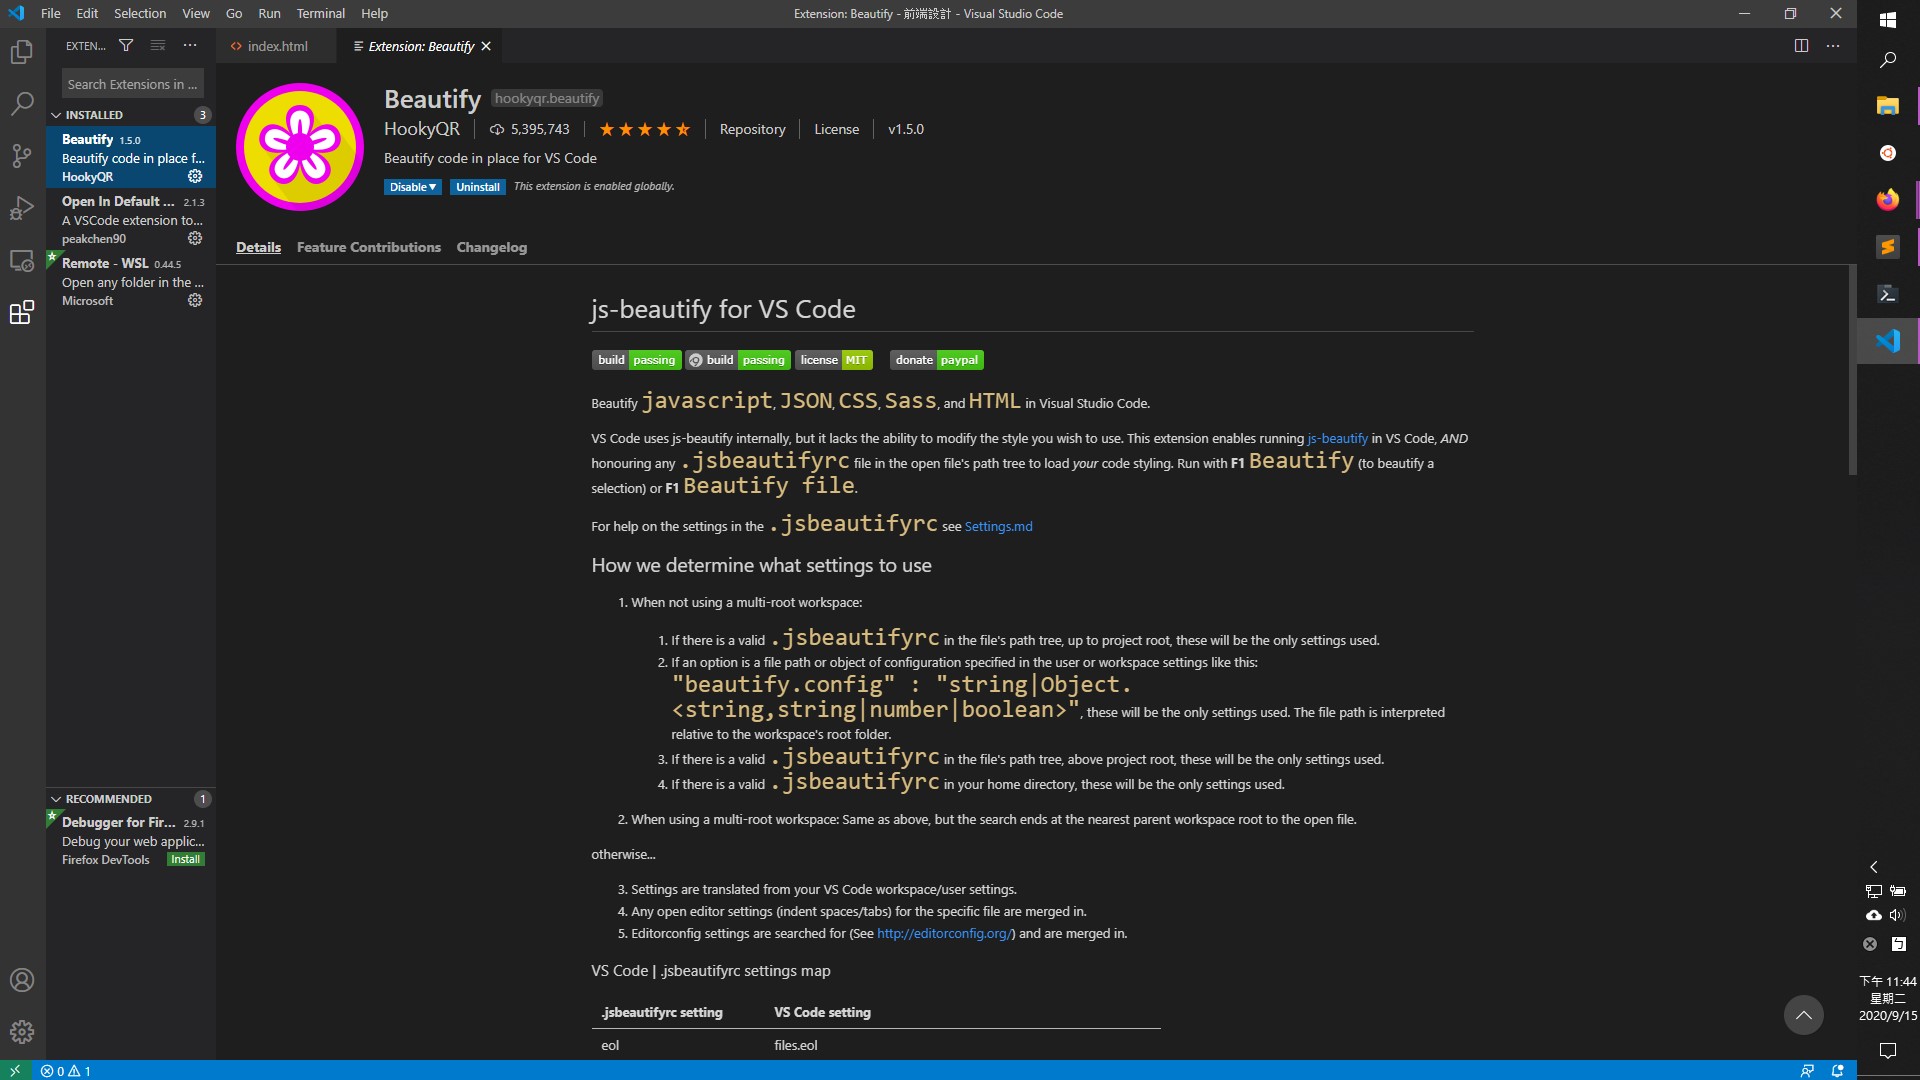 File Edit Selection View Go Run Terminal Help
Extension: Beautify - 前端設計 - Visual Studio Code
EXTEN...
index.html
Extension: Beautify
Search Extensions in ...
INSTALLED 3
Beautify 1.5.0
Beautify code in place f...
HookyQR
Open In Default ... 2.1.3
A VSCode extension to...
peakchen90
Remote - WSL 0.44.5
Open any folder in the ...
Microsoft
RECOMMENDED 1
Debugger for Fir... 2.9.1
Debug your web applic...
Firefox DevTools Install
Beautify hookyqr.beautify
HookyQR 5,395,743 Repository License v1.5.0
Beautify code in place for VS Code
Disable Uninstall This extension is enabled globally.
Details Feature Contributions Changelog
js-beautify for VS Code
build passing build passing license MIT donate paypal
Beautify javascript, JSON, CSS, Sass, and HTML in Visual Studio Code.
VS Code uses js-beautify internally, but it lacks the ability to modify the style you wish to use. This extension enables running js-beautify in VS Code, AND
honouring any .jsbeautifyrc file in the open file's path tree to load your code styling. Run with F1 Beautify (to beautify a
selection) or F1 Beautify file.
For help on the settings in the .jsbeautifyrc see Settings.md
How we determine what settings to use
1. When not using a multi-root workspace:
1. If there is a valid .jsbeautifyrc in the file's path tree, up to project root, these will be the only settings used.
2. If an option is a file path or object of configuration specified in the user or workspace settings like this:
"beautify.config" : "string|Object.
<string,string|number|boolean>", these will be the only settings used. The file path is interpreted
relative to the workspace's root folder.
3. If there is a valid .jsbeautifyrc in the file's path tree, above project root, these will be the only settings used.
4. If there is a valid .jsbeautifyrc in your home directory, these will be the only settings used.
2. When using a multi-root workspace: Same as above, but the search ends at the nearest parent workspace root to the open file.
otherwise...
3. Settings are translated from your VS Code workspace/user settings.
4. Any open editor settings (indent spaces/tabs) for the specific file are merged in.
5. Editorconfig settings are searched for (See http://editorconfig.org/) and are merged in.
VS Code | .jsbeautifyrc settings map
.jsbeautifyrc setting VS Code setting
eol files.eol
0 1
ㄅ
下午 11:44
星期二
2020/9/15